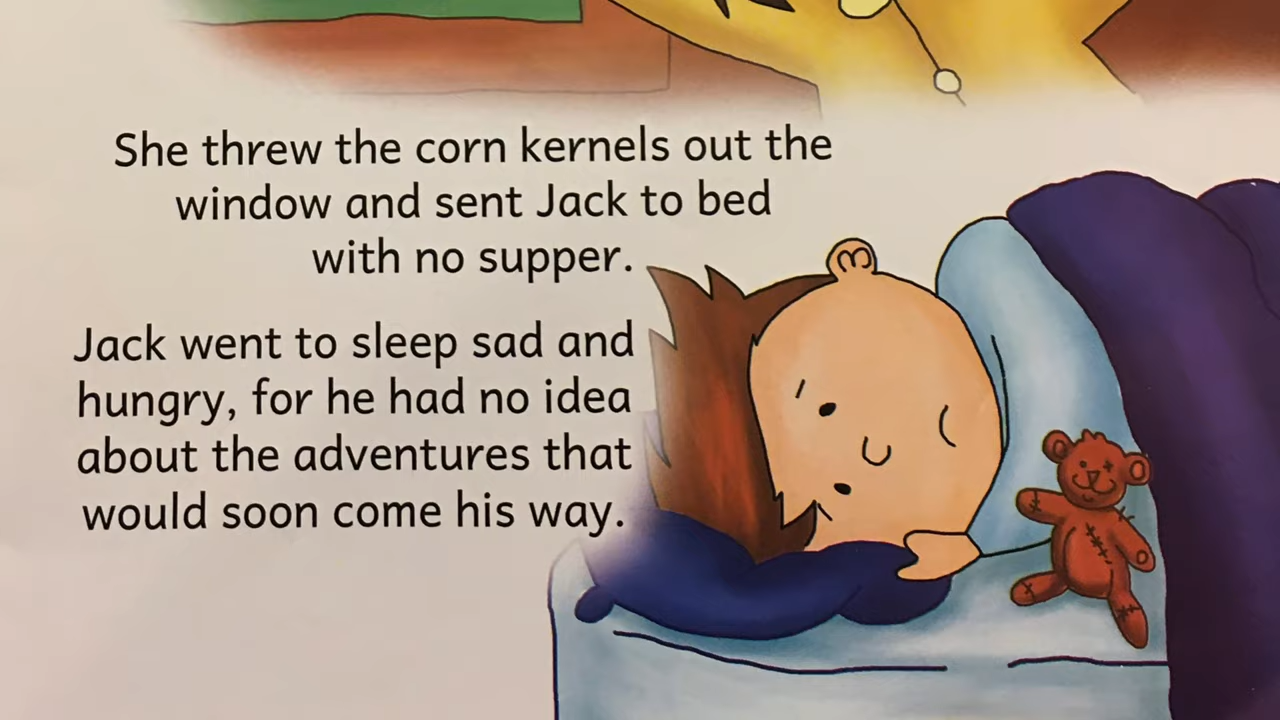 She threw the corn kernels out the
window and sent Jack to bed
with no supper.
Jack went to sleep sad and
hungry, for he had no idea
about the adventures that
would soon come his way.